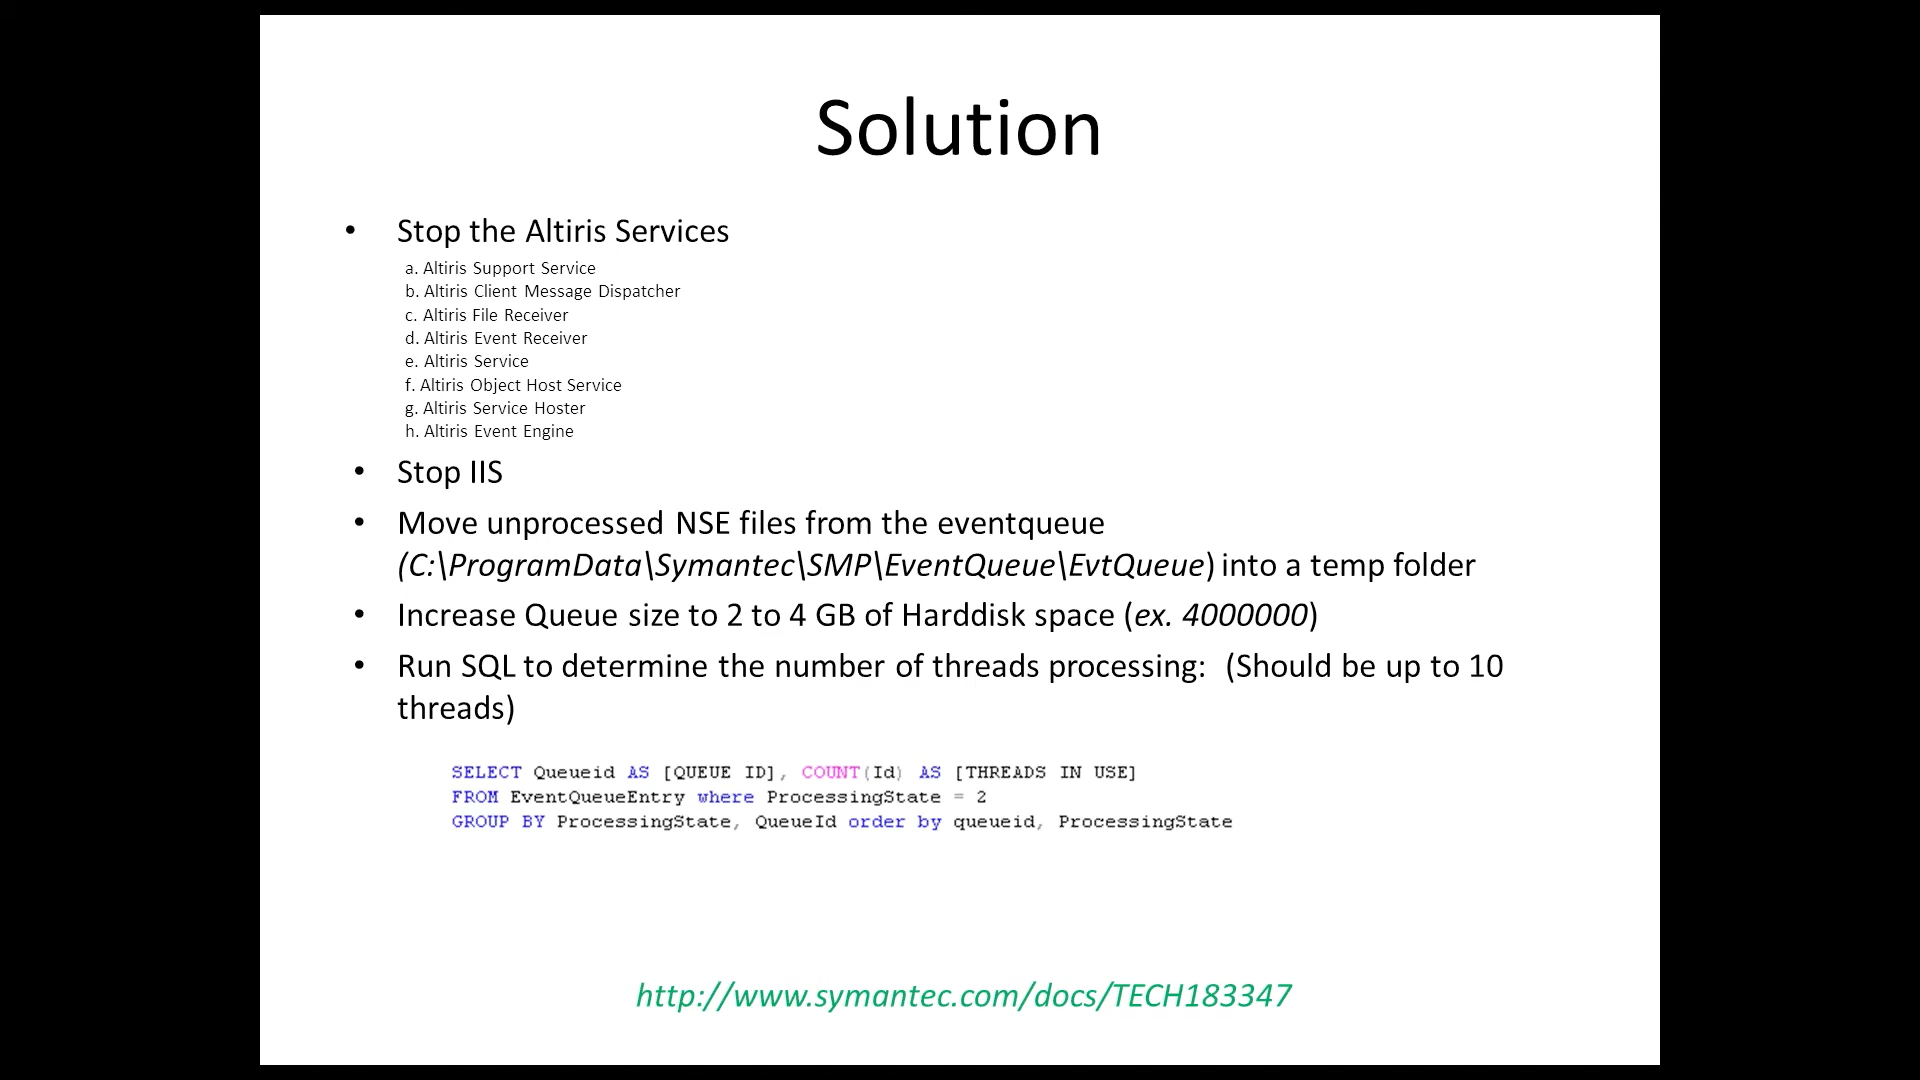 Solution
• Stop the Altiris Services
a. Altiris Support Service
b. Altiris Client Message Dispatcher
c. Altiris File Receiver
d. Altiris Event Receiver
e. Altiris Service
f. Altiris Object Host Service
g. Altiris Service Hoster
h. Altiris Event Engine
• Stop IIS
• Move unprocessed NSE files from the eventqueue
(C:\ProgramData\Symantec\SMP\EventQueue\EvtQueue) into a temp folder
• Increase Queue size to 2 to 4 GB of Harddisk space (ex. 4000000)
• Run SQL to determine the number of threads processing: (Should be up to 10
threads)
SELECT Queueid AS [QUEUE ID], COUNT(Id) AS [THREADS IN USE]
FROM EventQueueEntry where ProcessingState = 2
GROUP BY ProcessingState, QueueId order by queueid, ProcessingState
http://www.symantec.com/docs/TECH183347